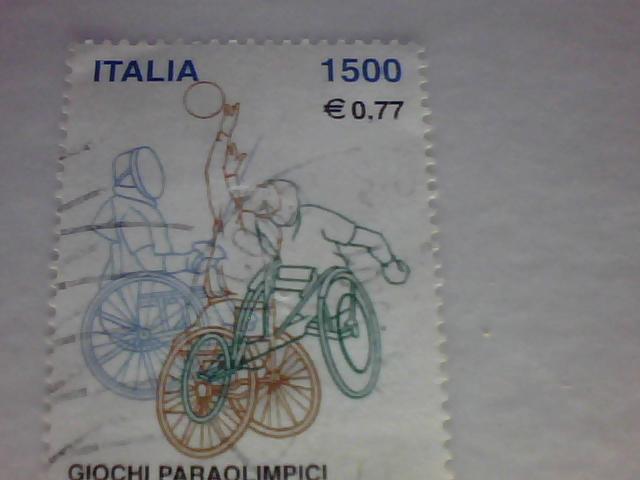 ITALIA 1500
€ 0,77
GIOCHI PARAOLIMPICI